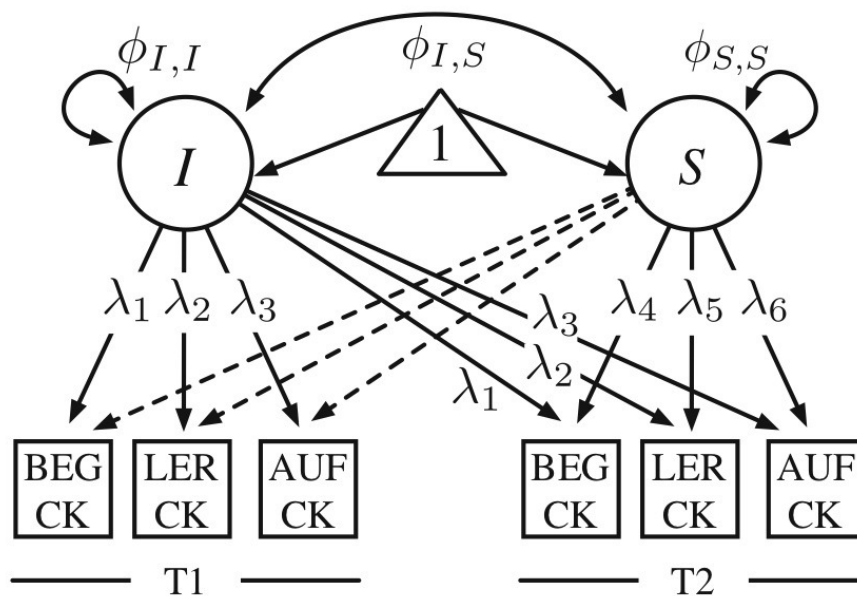 ϕI,I ϕI,S ϕS,S
I 1 S
λ1 λ2 λ3 λ3 λ4 λ5 λ6
λ2
λ1
BEG LER AUF BEG LER AUF
CK CK CK CK CK CK
T1 T2